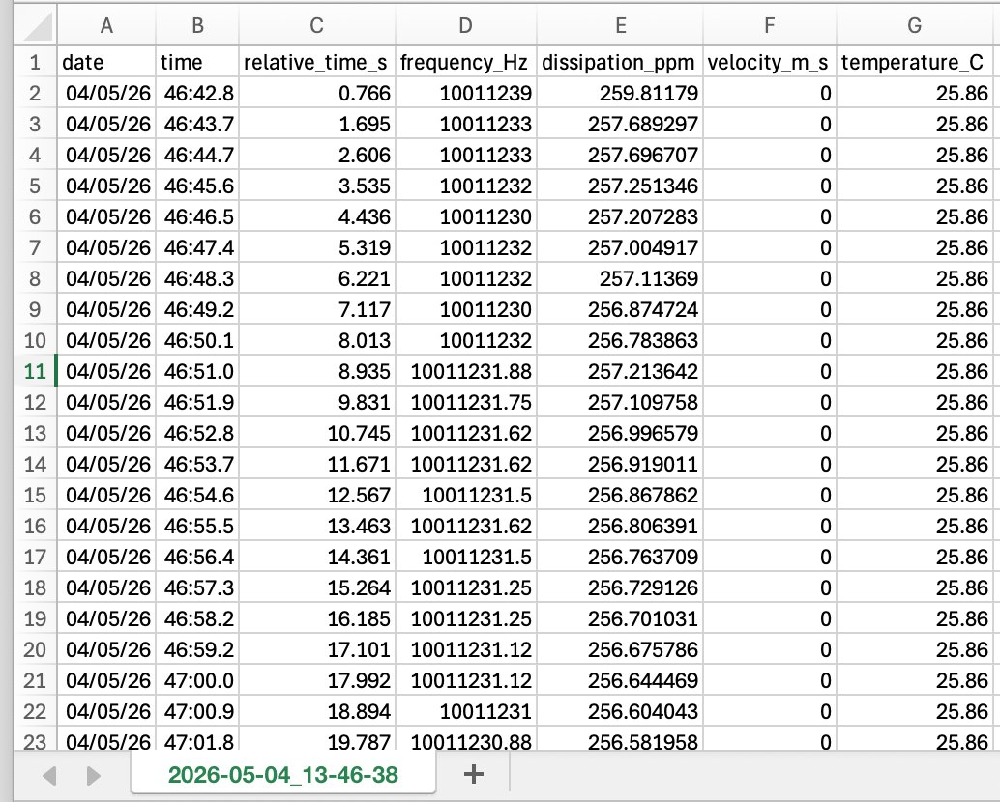 A B C D E F G
1 date time relative_time_s frequency_Hz dissipation_ppm velocity_m_s temperature_C
2 04/05/26 46:42.8 0.766 10011239 259.81179 0 25.86
3 04/05/26 46:43.7 1.695 10011233 257.689297 0 25.86
4 04/05/26 46:44.7 2.606 10011233 257.696707 0 25.86
5 04/05/26 46:45.6 3.535 10011232 257.251346 0 25.86
6 04/05/26 46:46.5 4.436 10011230 257.207283 0 25.86
7 04/05/26 46:47.4 5.319 10011232 257.004917 0 25.86
8 04/05/26 46:48.3 6.221 10011232 257.11369 0 25.86
9 04/05/26 46:49.2 7.117 10011230 256.874724 0 25.86
10 04/05/26 46:50.1 8.013 10011232 256.783863 0 25.86
11 04/05/26 46:51.0 8.935 10011231.88 257.213642 0 25.86
12 04/05/26 46:51.9 9.831 10011231.75 257.109758 0 25.86
13 04/05/26 46:52.8 10.745 10011231.62 256.996579 0 25.86
14 04/05/26 46:53.7 11.671 10011231.62 256.919011 0 25.86
15 04/05/26 46:54.6 12.567 10011231.5 256.867862 0 25.86
16 04/05/26 46:55.5 13.463 10011231.62 256.806391 0 25.86
17 04/05/26 46:56.4 14.361 10011231.5 256.763709 0 25.86
18 04/05/26 46:57.3 15.264 10011231.25 256.729126 0 25.86
19 04/05/26 46:58.2 16.185 10011231.25 256.701031 0 25.86
20 04/05/26 46:59.2 17.101 10011231.12 256.675786 0 25.86
21 04/05/26 47:00.0 17.992 10011231.12 256.644469 0 25.86
22 04/05/26 47:00.9 18.894 10011231 256.604043 0 25.86
23 04/05/26 47:01.8 19.787 10011230.88 256.581958 0 25.86
2026-05-04_13-46-38 +